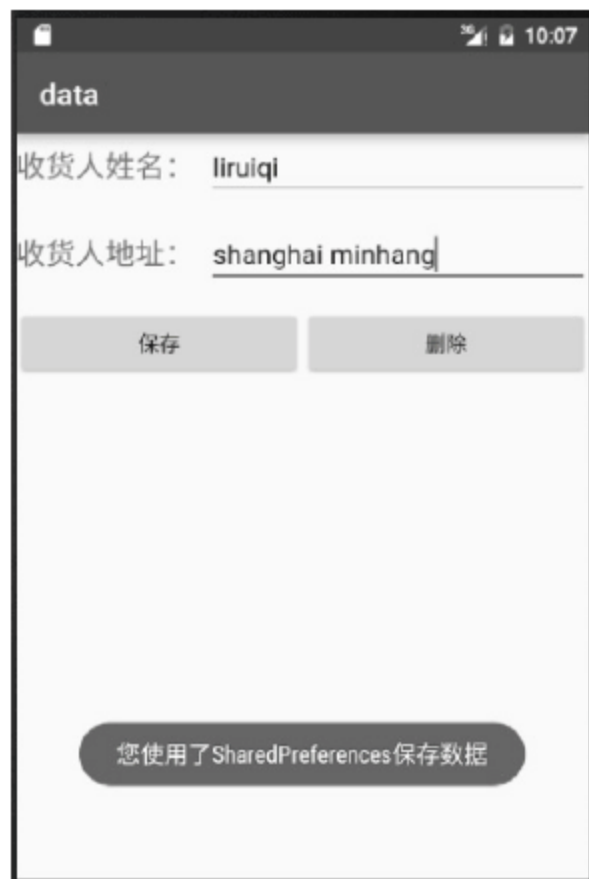 3G 10:07
data
收货人姓名： liruiqi
收货人地址： shanghai minhang
保存 删除
您使用了SharedPreferences保存数据